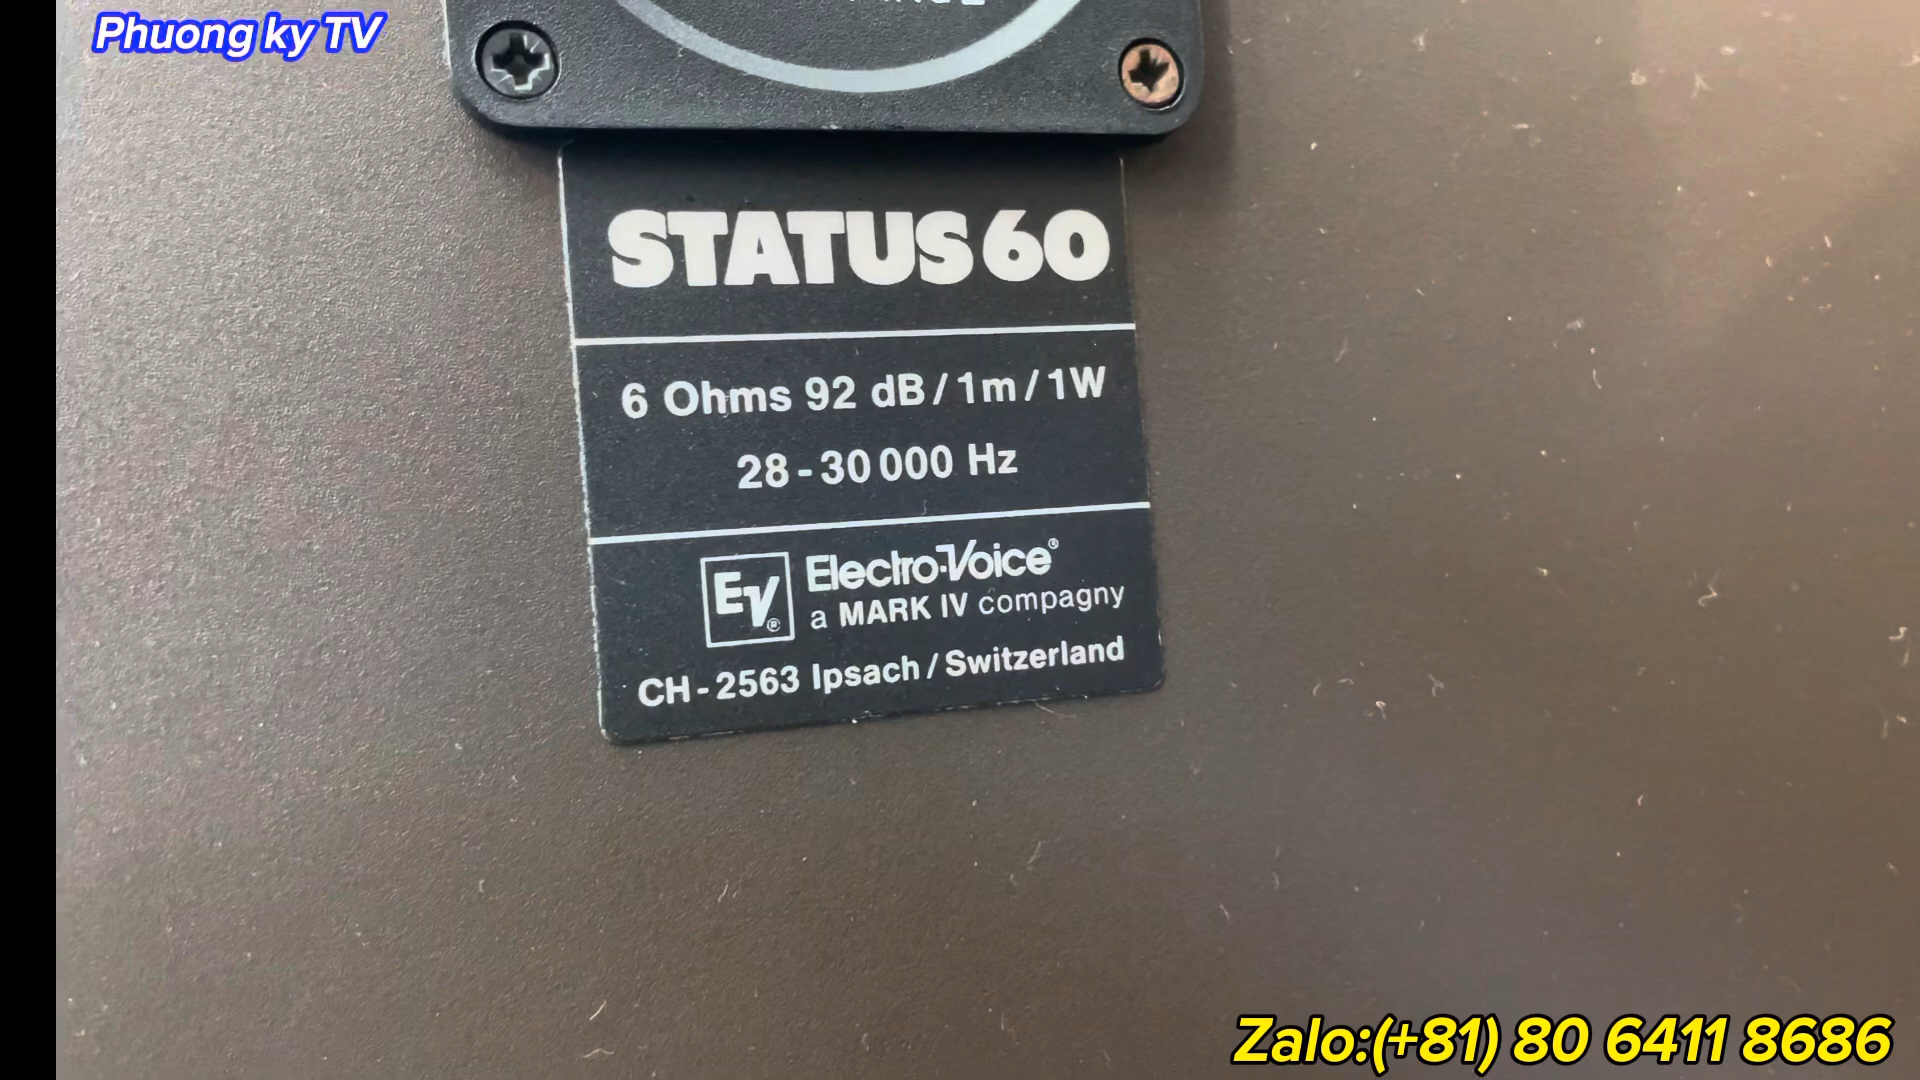 Phuong ky TV
STATUS 60
6 Ohms 92 dB/1m/1W
28-30 000 Hz
EV® Electro-Voice®
a MARK IV compagny
CH-2563 Ipsach/Switzerland
Zalo:(+81) 80 6411 8686